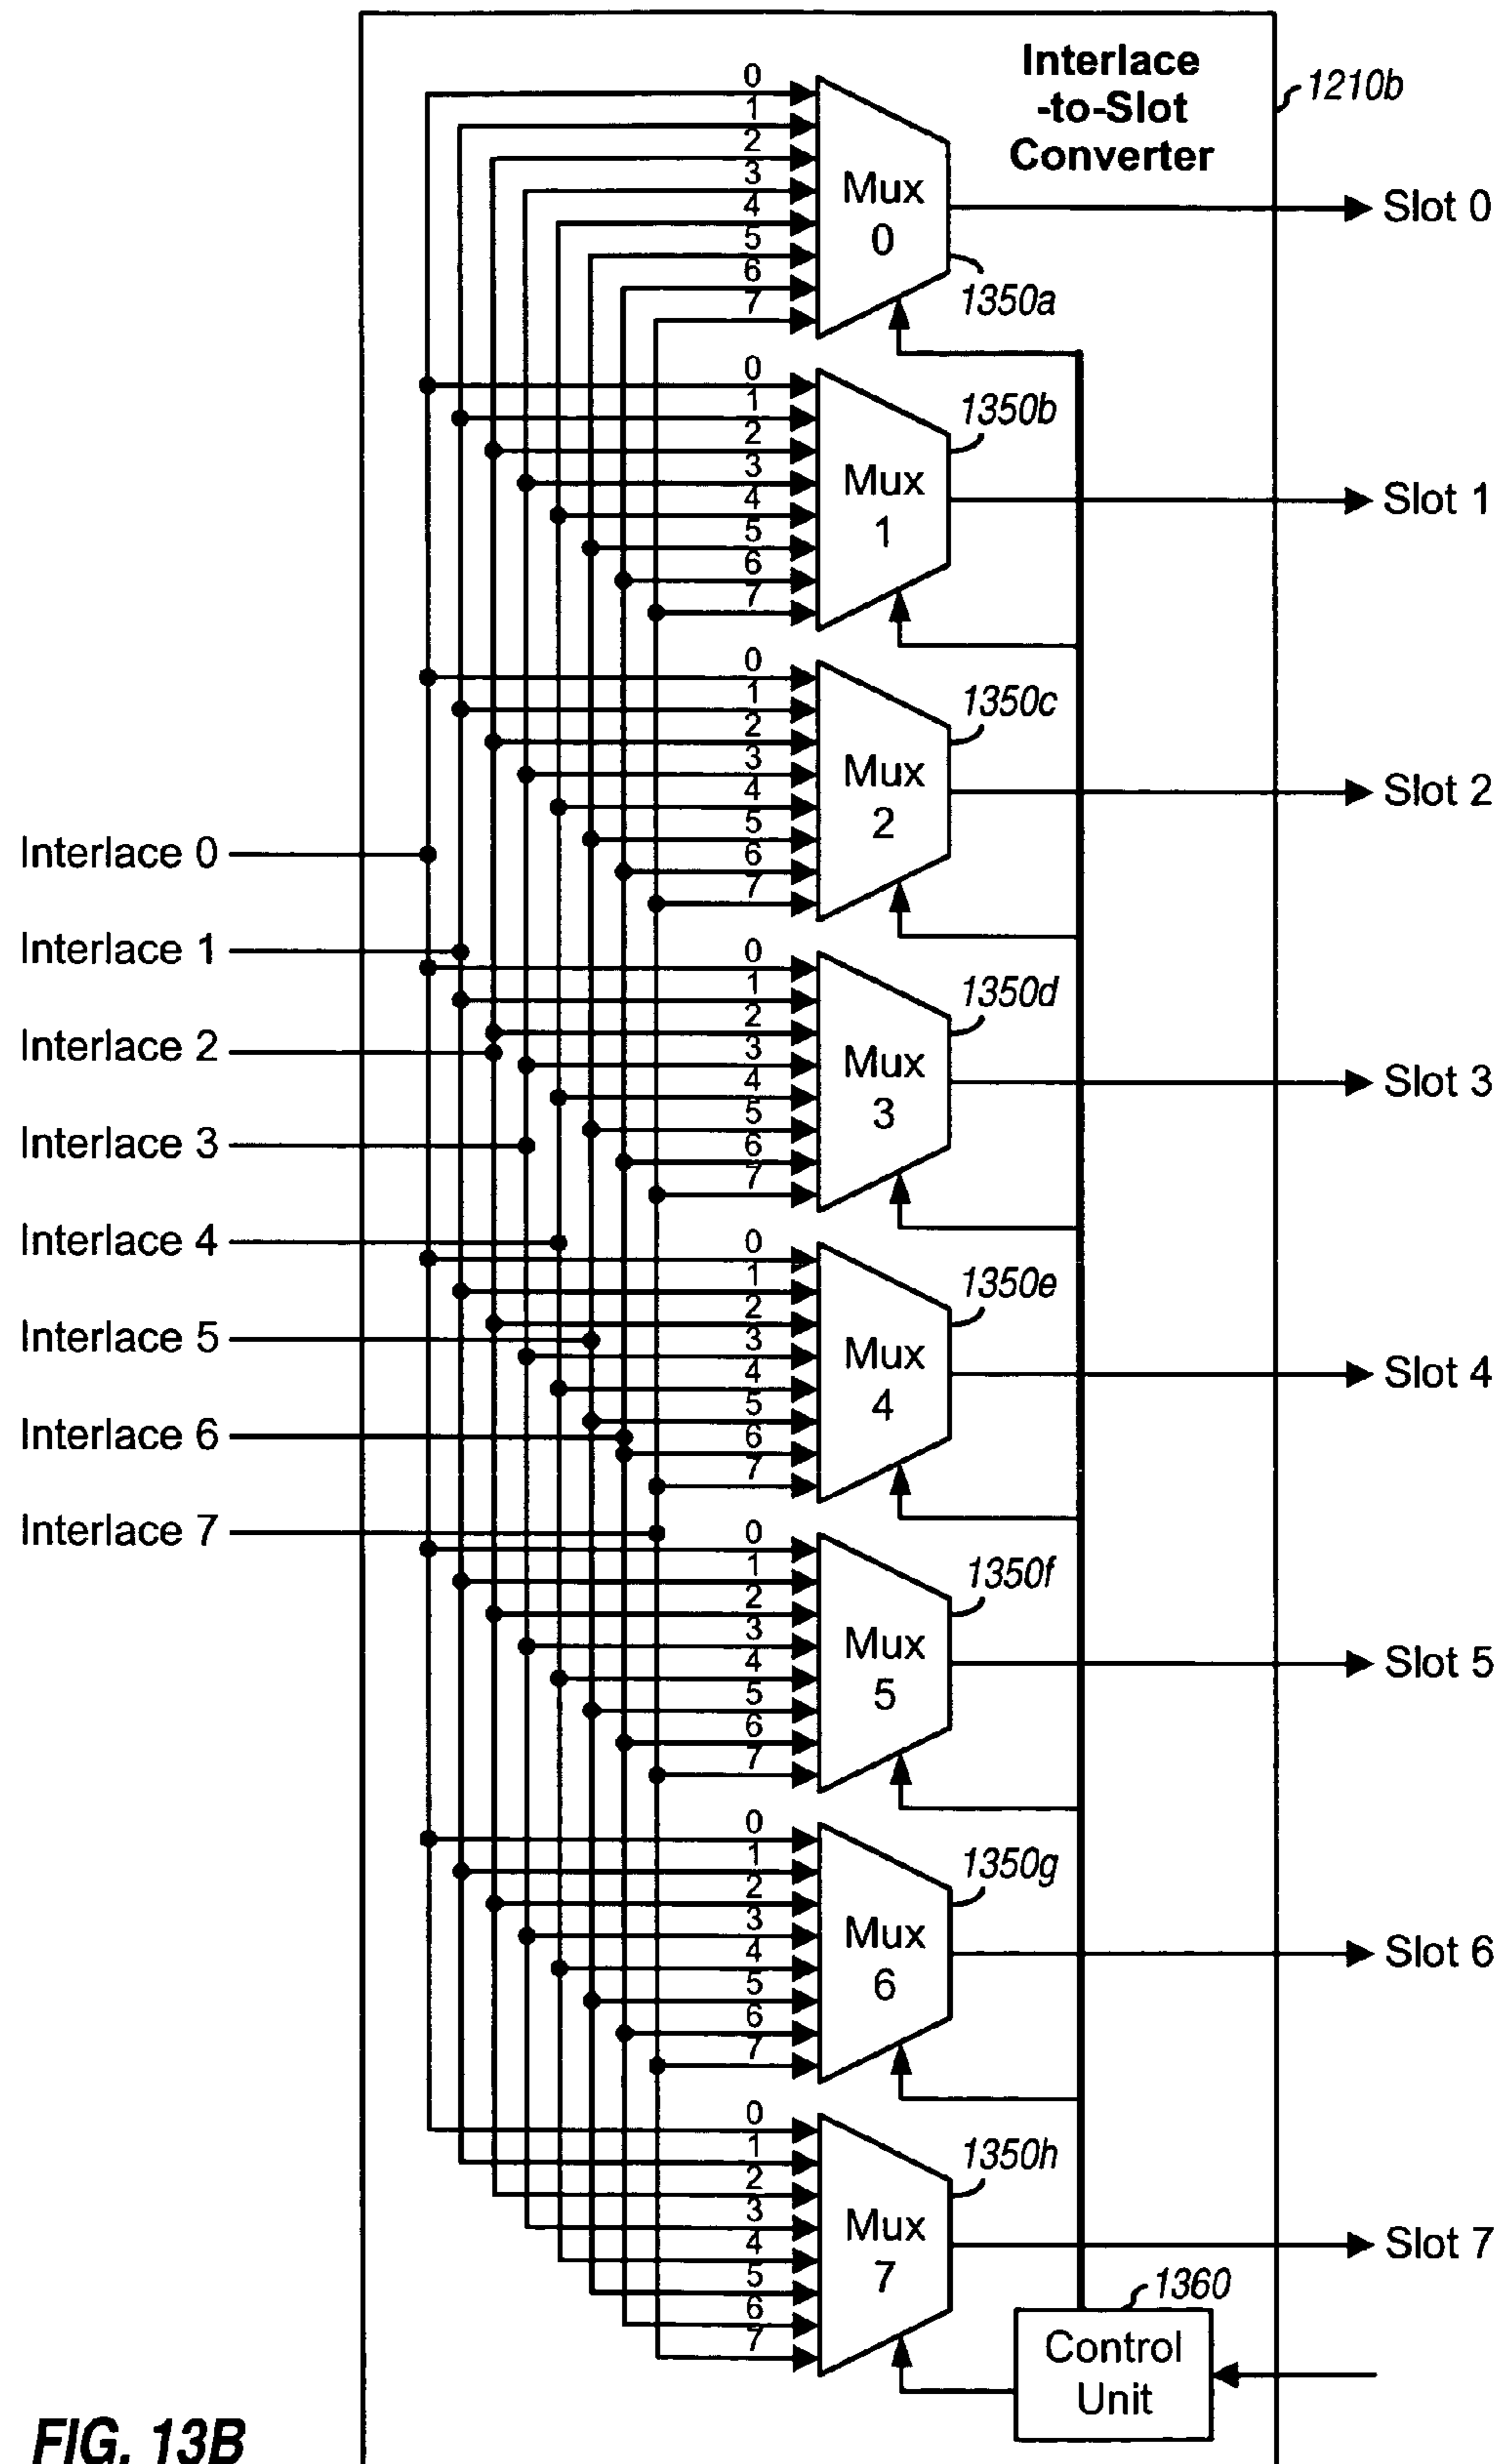 Interlace
-to-Slot
Converter
1210b
0
1
2
3
4
5
6
7
Mux
0
1350a
Slot 0
0
1
2
3
4
5
6
7
Mux
1
1350b
Slot 1
0
1
2
3
4
5
6
7
Mux
2
1350c
Slot 2
Interlace 0
Interlace 1
Interlace 2
Interlace 3
Interlace 4
Interlace 5
Interlace 6
Interlace 7
0
1
2
3
4
5
6
7
Mux
3
1350d
Slot 3
0
1
2
3
4
5
6
7
Mux
4
1350e
Slot 4
0
1
2
3
4
5
6
7
Mux
5
1350f
Slot 5
0
1
2
3
4
5
6
7
Mux
6
1350g
Slot 6
0
1
2
3
4
5
6
7
Mux
7
1350h
Slot 7
1360
Control
Unit
FIG. 13B